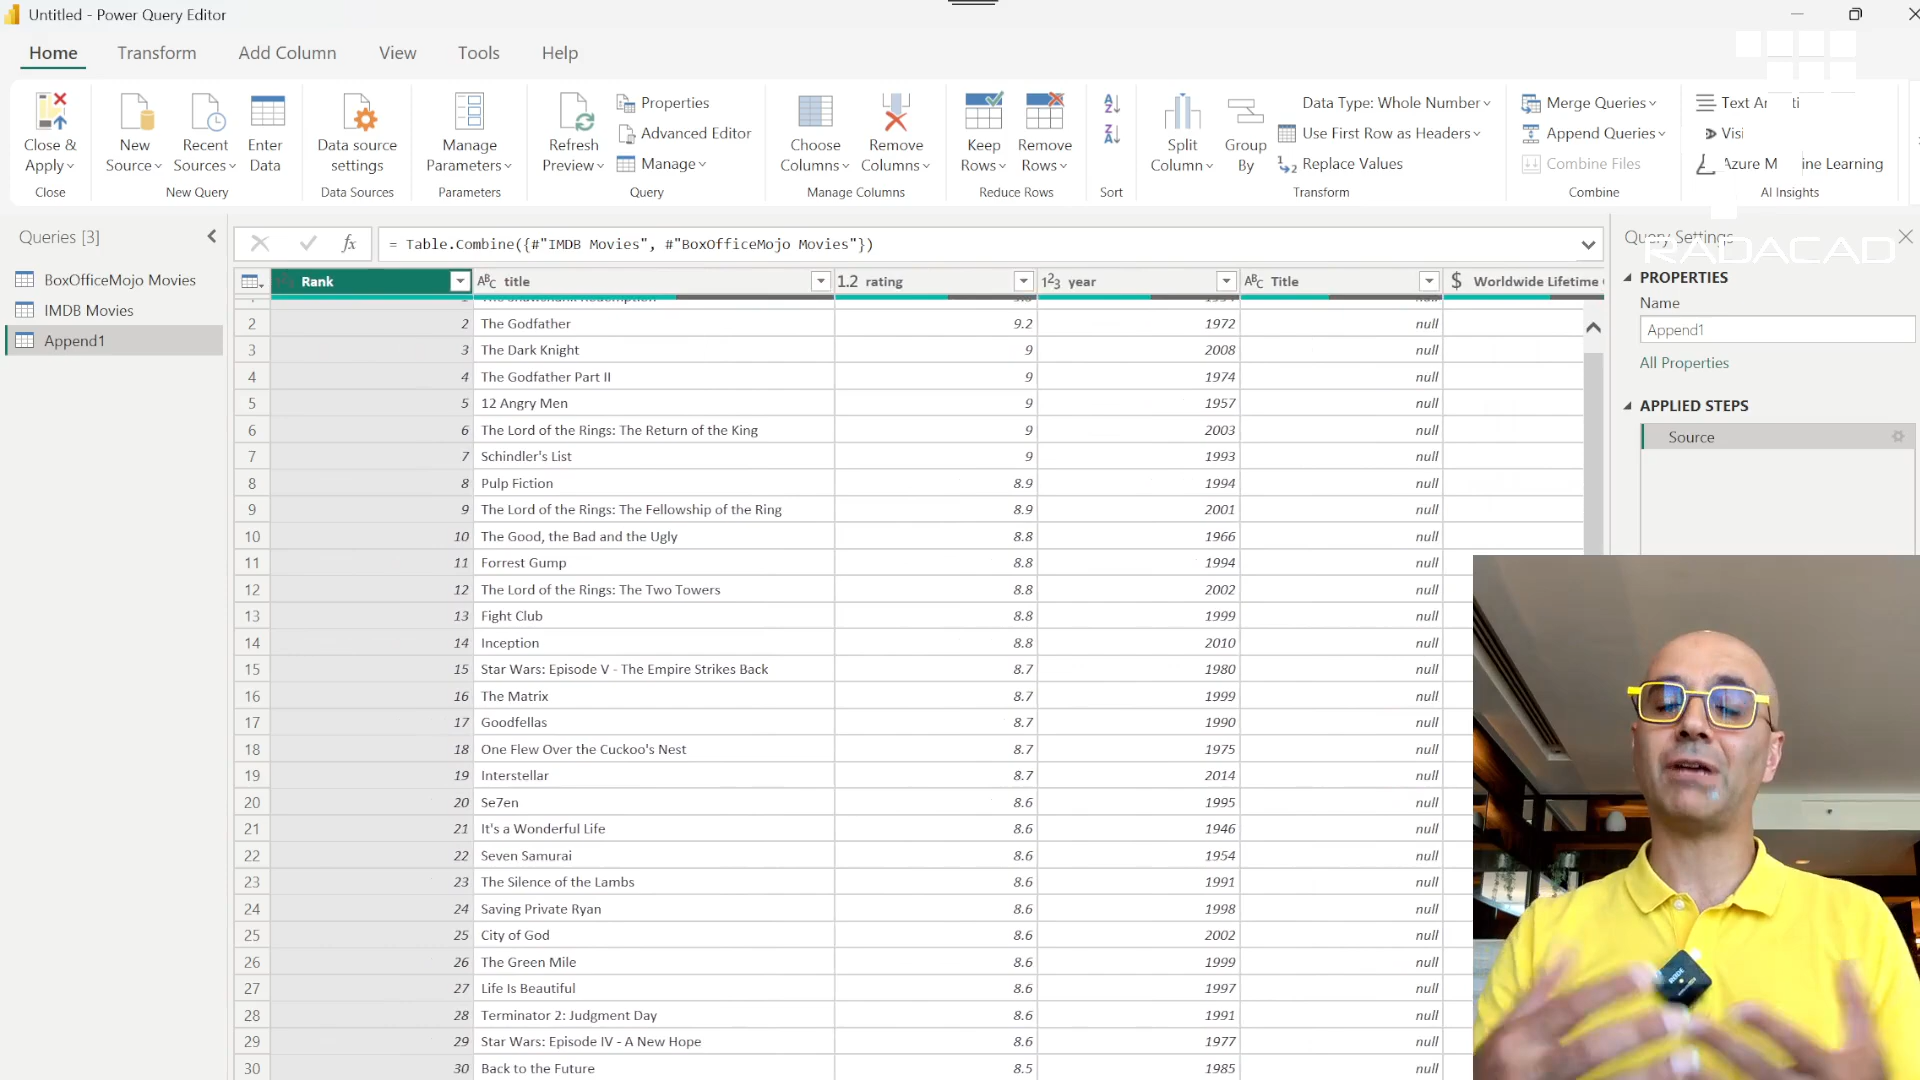 Untitled - Power Query Editor
Home Transform Add Column View Tools Help
Close & Apply
Close
New Source
Recent Sources
Enter Data
New Query
Data source settings
Data Sources
Manage Parameters
Parameters
Refresh Preview
Properties
Advanced Editor
Manage
Query
Choose Columns
Remove Columns
Manage Columns
Keep Rows
Remove Rows
Reduce Rows
Sort
Split Column
Group By
Data Type: Whole Number
Use First Row as Headers
Replace Values
Transform
Merge Queries
Append Queries
Combine Files
Combine
Text
Azure M ine Learning
AI Insights
Queries [3]
BoxOfficeMojo Movies
IMDB Movies
Append1
fx = Table.Combine({#"IMDB Movies", #"BoxOfficeMojo Movies"})
Rank ABC title 1.2 rating 123 year ABC Title $ Worldwide Lifetime
2 2 The Godfather 9.2 1972 null
3 3 The Dark Knight 9 2008 null
4 4 The Godfather Part II 9 1974 null
5 5 12 Angry Men 9 1957 null
6 6 The Lord of the Rings: The Return of the King 9 2003 null
7 7 Schindler's List 9 1993 null
8 8 Pulp Fiction 8.9 1994 null
9 9 The Lord of the Rings: The Fellowship of the Ring 8.9 2001 null
10 10 The Good, the Bad and the Ugly 8.8 1966 null
11 11 Forrest Gump 8.8 1994 null
12 12 The Lord of the Rings: The Two Towers 8.8 2002 null
13 13 Fight Club 8.8 1999 null
14 14 Inception 8.8 2010 null
15 15 Star Wars: Episode V - The Empire Strikes Back 8.7 1980 null
16 16 The Matrix 8.7 1999 null
17 17 Goodfellas 8.7 1990 null
18 18 One Flew Over the Cuckoo's Nest 8.7 1975 null
19 19 Interstellar 8.7 2014 null
20 20 Se7en 8.6 1995 null
21 21 It's a Wonderful Life 8.6 1946 null
22 22 Seven Samurai 8.6 1954 null
23 23 The Silence of the Lambs 8.6 1991 null
24 24 Saving Private Ryan 8.6 1998 null
25 25 City of God 8.6 2002 null
26 26 The Green Mile 8.6 1999 null
27 27 Life Is Beautiful 8.6 1997 null
28 28 Terminator 2: Judgment Day 8.6 1991 null
29 29 Star Wars: Episode IV - A New Hope 8.6 1977 null
30 30 Back to the Future 8.5 1985 null
Query Settings
RADACAD
PROPERTIES
Name
Append1
All Properties
APPLIED STEPS
Source